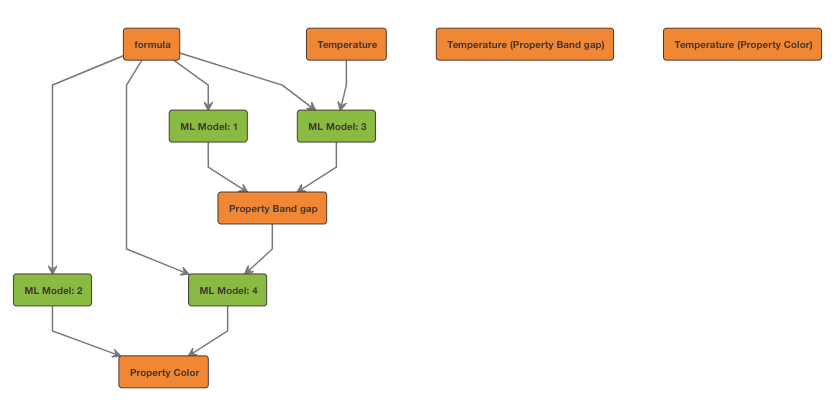 formula
Temperature
Temperature (Property Band gap)
Temperature (Property Color)
ML Model: 1
ML Model: 3
Property Band gap
ML Model: 2
ML Model: 4
Property Color